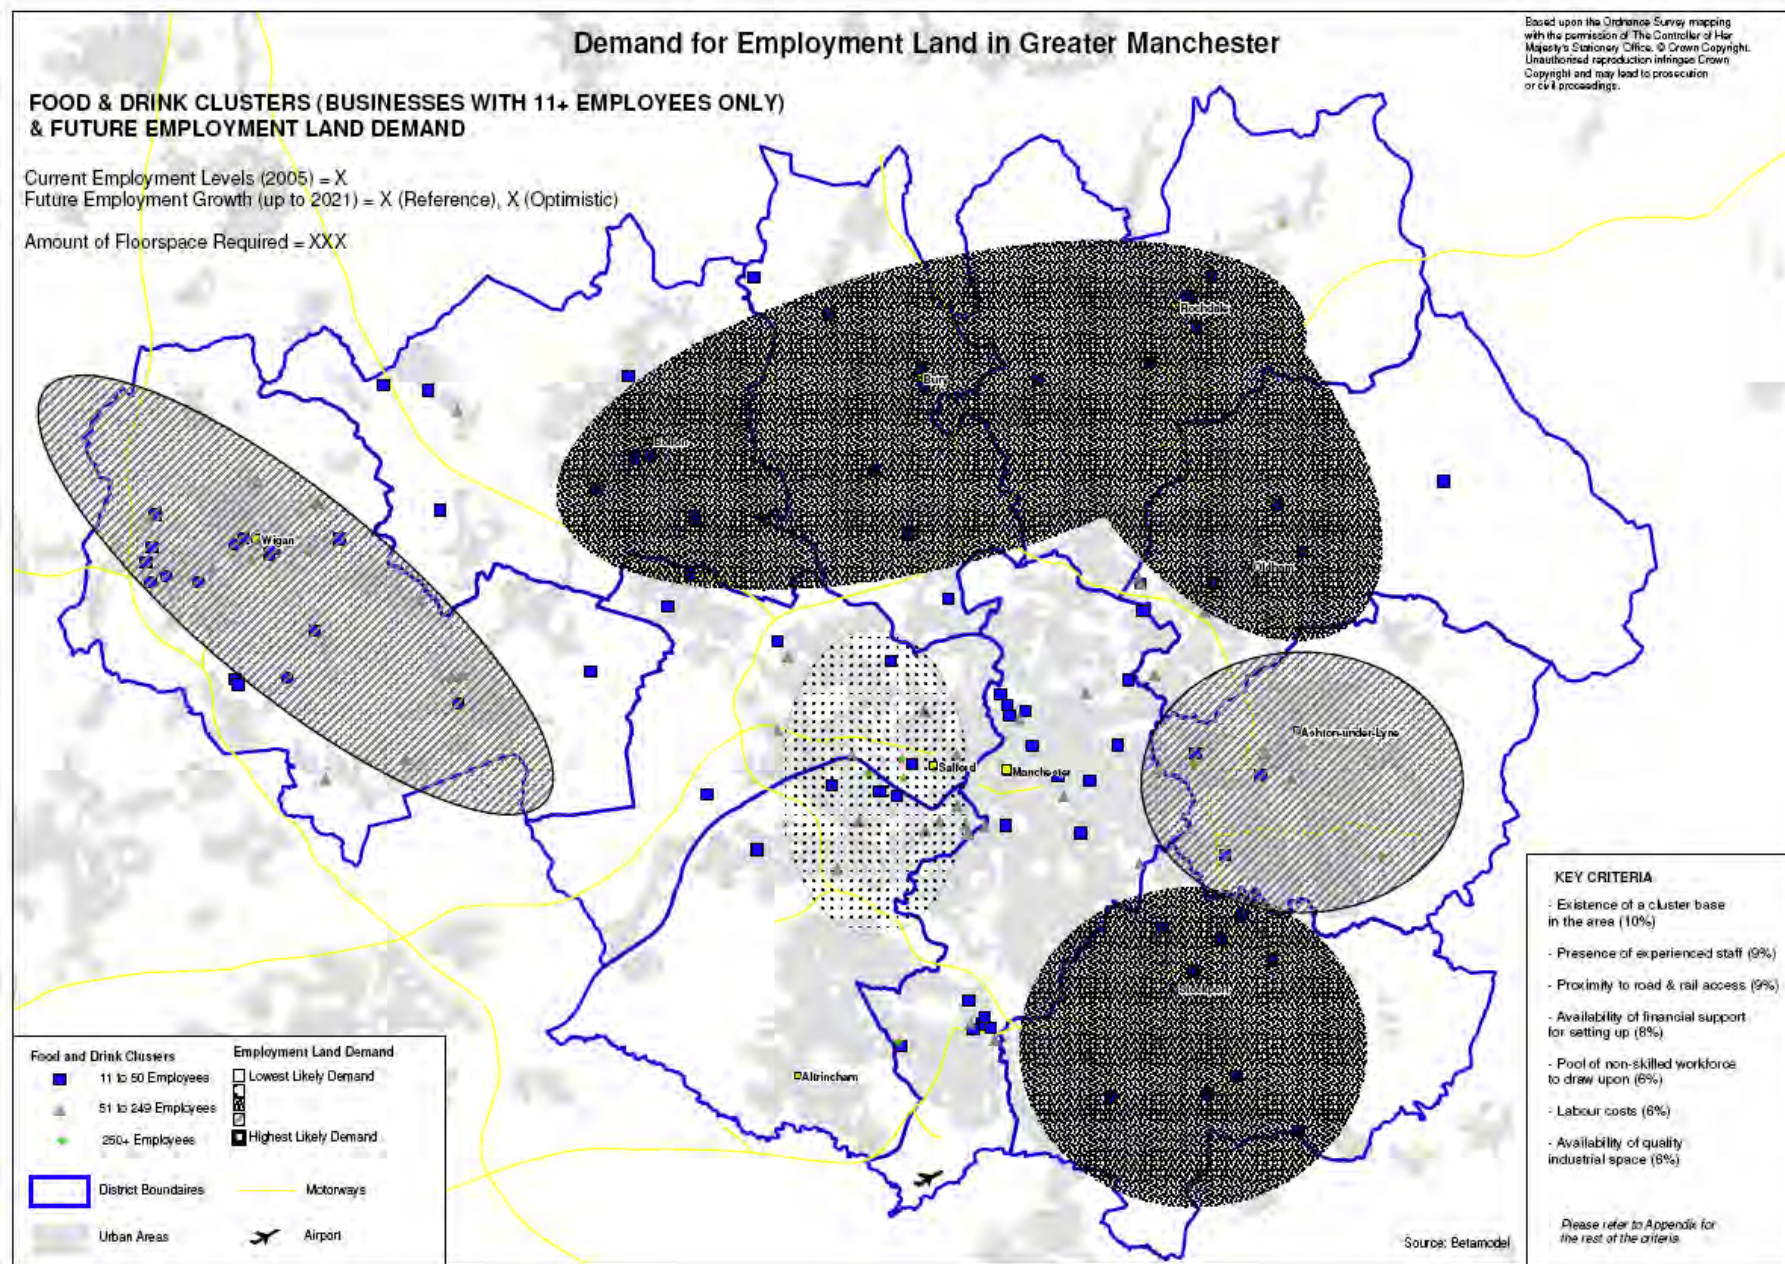 Demand for Employment Land in Greater Manchester
Based upon the Ordnance Survey mapping
with the permission of The Controller of Her
Majesty's Stationery Office. © Crown Copyright.
Unauthorised reproduction infringes Crown
Copyright and may lead to prosecution
or civil proceedings.
FOOD & DRINK CLUSTERS (BUSINESSES WITH 11+ EMPLOYEES ONLY)
& FUTURE EMPLOYMENT LAND DEMAND
Current Employment Levels (2005) = X
Future Employment Growth (up to 2021) = X (Reference), X (Optimistic)
Amount of Floorspace Required = XXX
Rochdale
Bury
Bolton
Wigan
Oldham
Ashton-under-Lyne
Salford
Manchester
Stockport
Altrincham
KEY CRITERIA
- Existence of a cluster base
in the area (10%)
- Presence of experienced staff (9%)
- Proximity to road & rail access (9%)
- Availability of financial support
for setting up (8%)
- Pool of non-skilled workforce
to draw upon (6%)
- Labour costs (6%)
- Availability of quality
industrial space (6%)
Please refer to Appendix for
the rest of the criteria
Food and Drink Clusters
11 to 50 Employees
51 to 249 Employees
250+ Employees
Employment Land Demand
Lowest Likely Demand
Highest Likely Demand
District Boundaires
Motorways
Urban Areas
Airport
Source: Betamodel